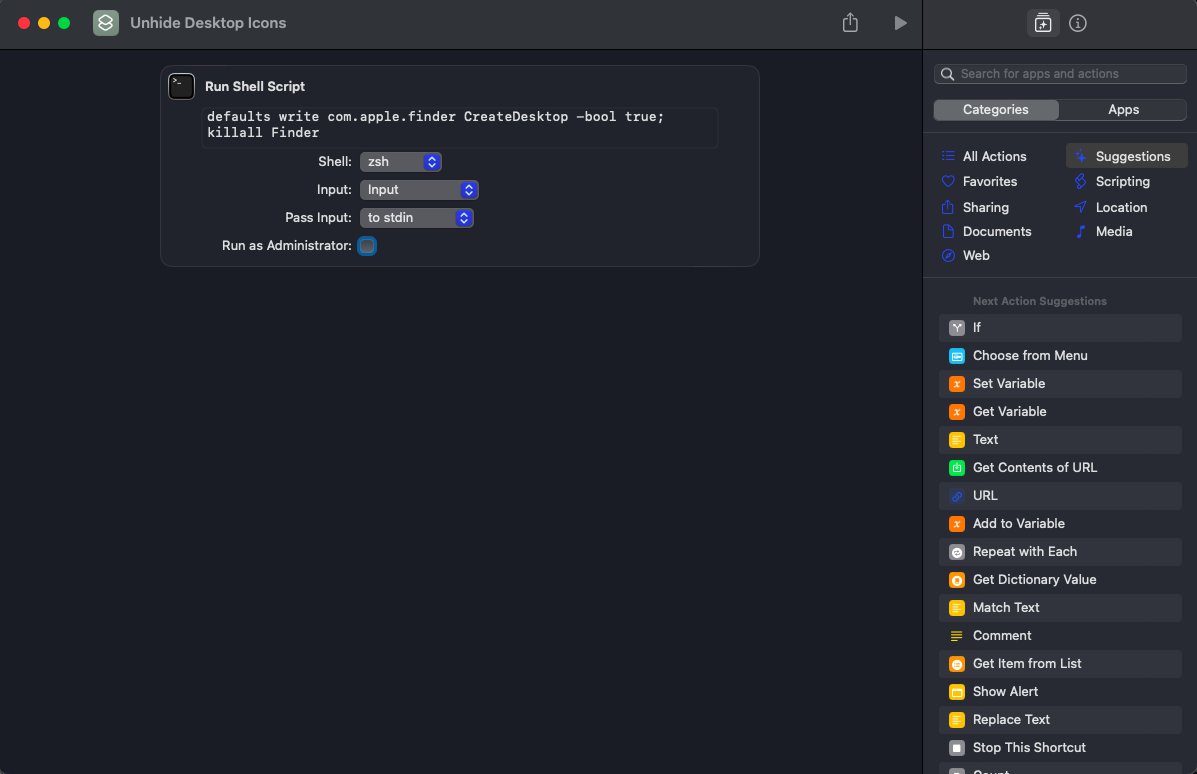 Unhide Desktop Icons
Run Shell Script
defaults write com.apple.finder CreateDesktop -bool true;
killall Finder
Shell: zsh
Input: Input
Pass Input: to stdin
Run as Administrator:
Search for apps and actions
Categories Apps
All Actions Suggestions
Favorites Scripting
Sharing Location
Documents Media
Web
Next Action Suggestions
If
Choose from Menu
Set Variable
Get Variable
Text
Get Contents of URL
URL
Add to Variable
Repeat with Each
Get Dictionary Value
Match Text
Comment
Get Item from List
Show Alert
Replace Text
Stop This Shortcut